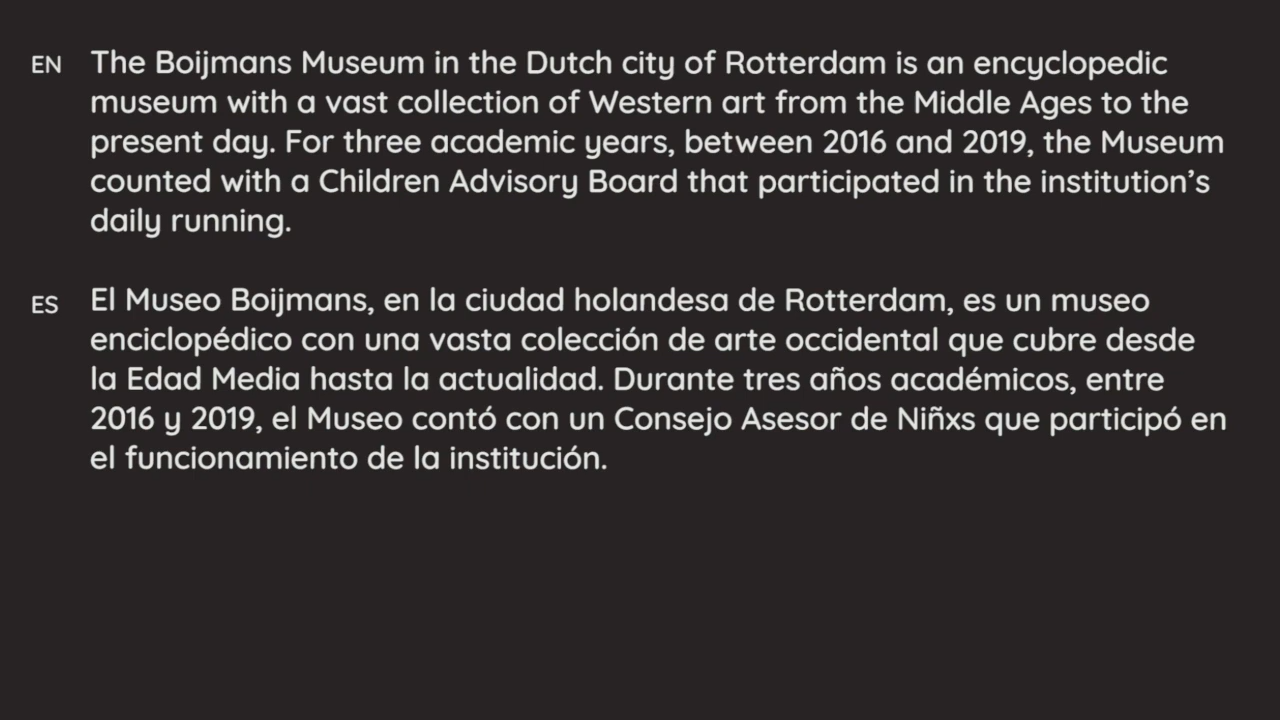 EN The Boijmans Museum in the Dutch city of Rotterdam is an encyclopedic
museum with a vast collection of Western art from the Middle Ages to the
present day. For three academic years, between 2016 and 2019, the Museum
counted with a Children Advisory Board that participated in the institution’s
daily running.
ES El Museo Boijmans, en la ciudad holandesa de Rotterdam, es un museo
enciclopédico con una vasta colección de arte occidental que cubre desde
la Edad Media hasta la actualidad. Durante tres años académicos, entre
2016 y 2019, el Museo contó con un Consejo Asesor de Niñxs que participó en
el funcionamiento de la institución.